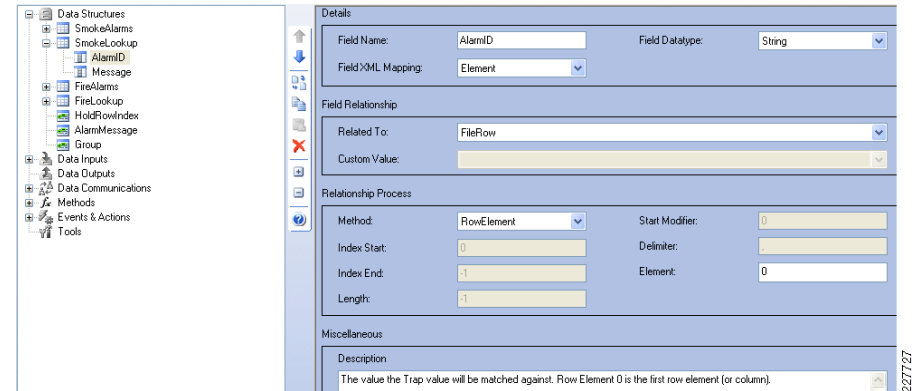 Data Structures
SmokeAlarms
SmokeLookup
AlarmID
Message
FireAlarms
FireLookup
HoldRowIndex
AlarmMessage
Group
Data Inputs
Data Outputs
Data Communications
fx Methods
Events & Actions
Tools
Details
Field Name: AlarmID Field Datatype: String
Field XML Mapping: Element
Field Relationship
Related To: FileRow
Custom Value:
Relationship Process
Method: RowElement Start Modifier: 0
Index Start: 0 Delimiter: ,
Index End: -1 Element: 0
Length: -1
Miscellaneous
Description
The value the Trap value will be matched against. Row Element 0 is the first row element (or column).
227727